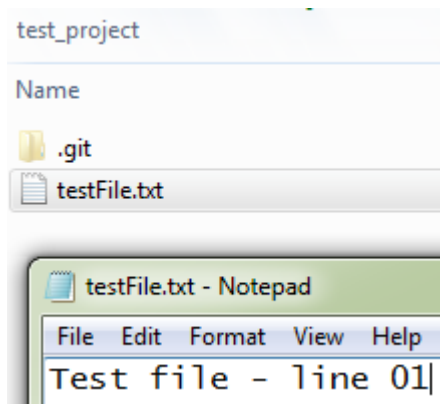 test_project
Name
.git
testFile.txt
testFile.txt - Notepad
File Edit Format View Help
Test file - line 01